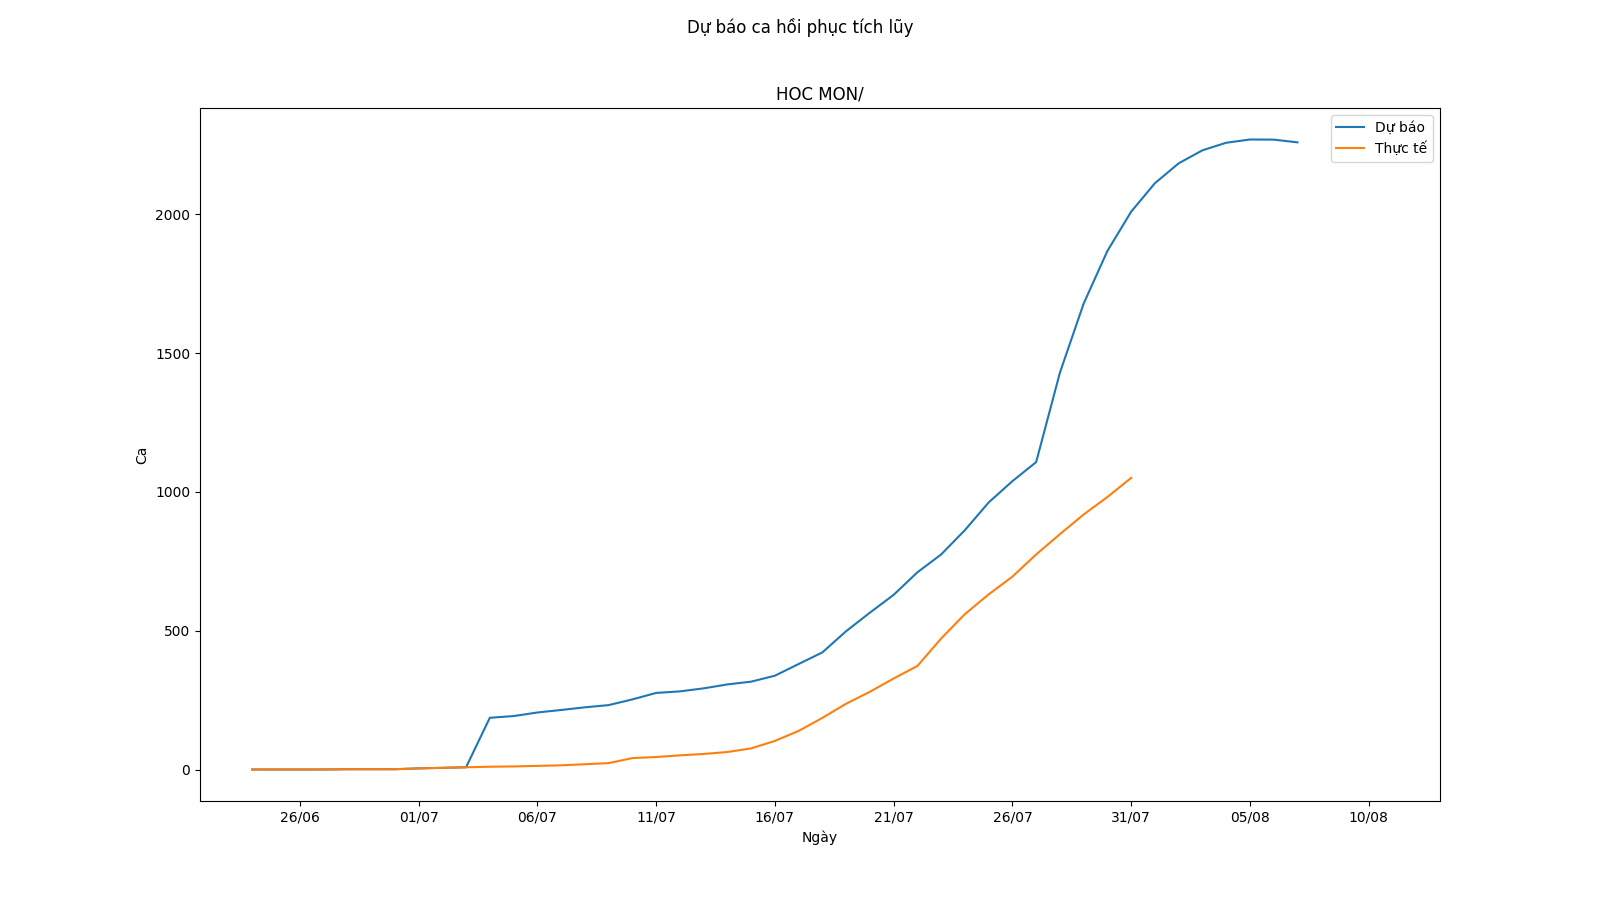 Dự báo ca hồi phục tích lũy
HOC MON/
Dự báo
Thực tế
2000
1500
1000
500
0
Ca
26/06 01/07 06/07 11/07 16/07 21/07 26/07 31/07 05/08 10/08
Ngày